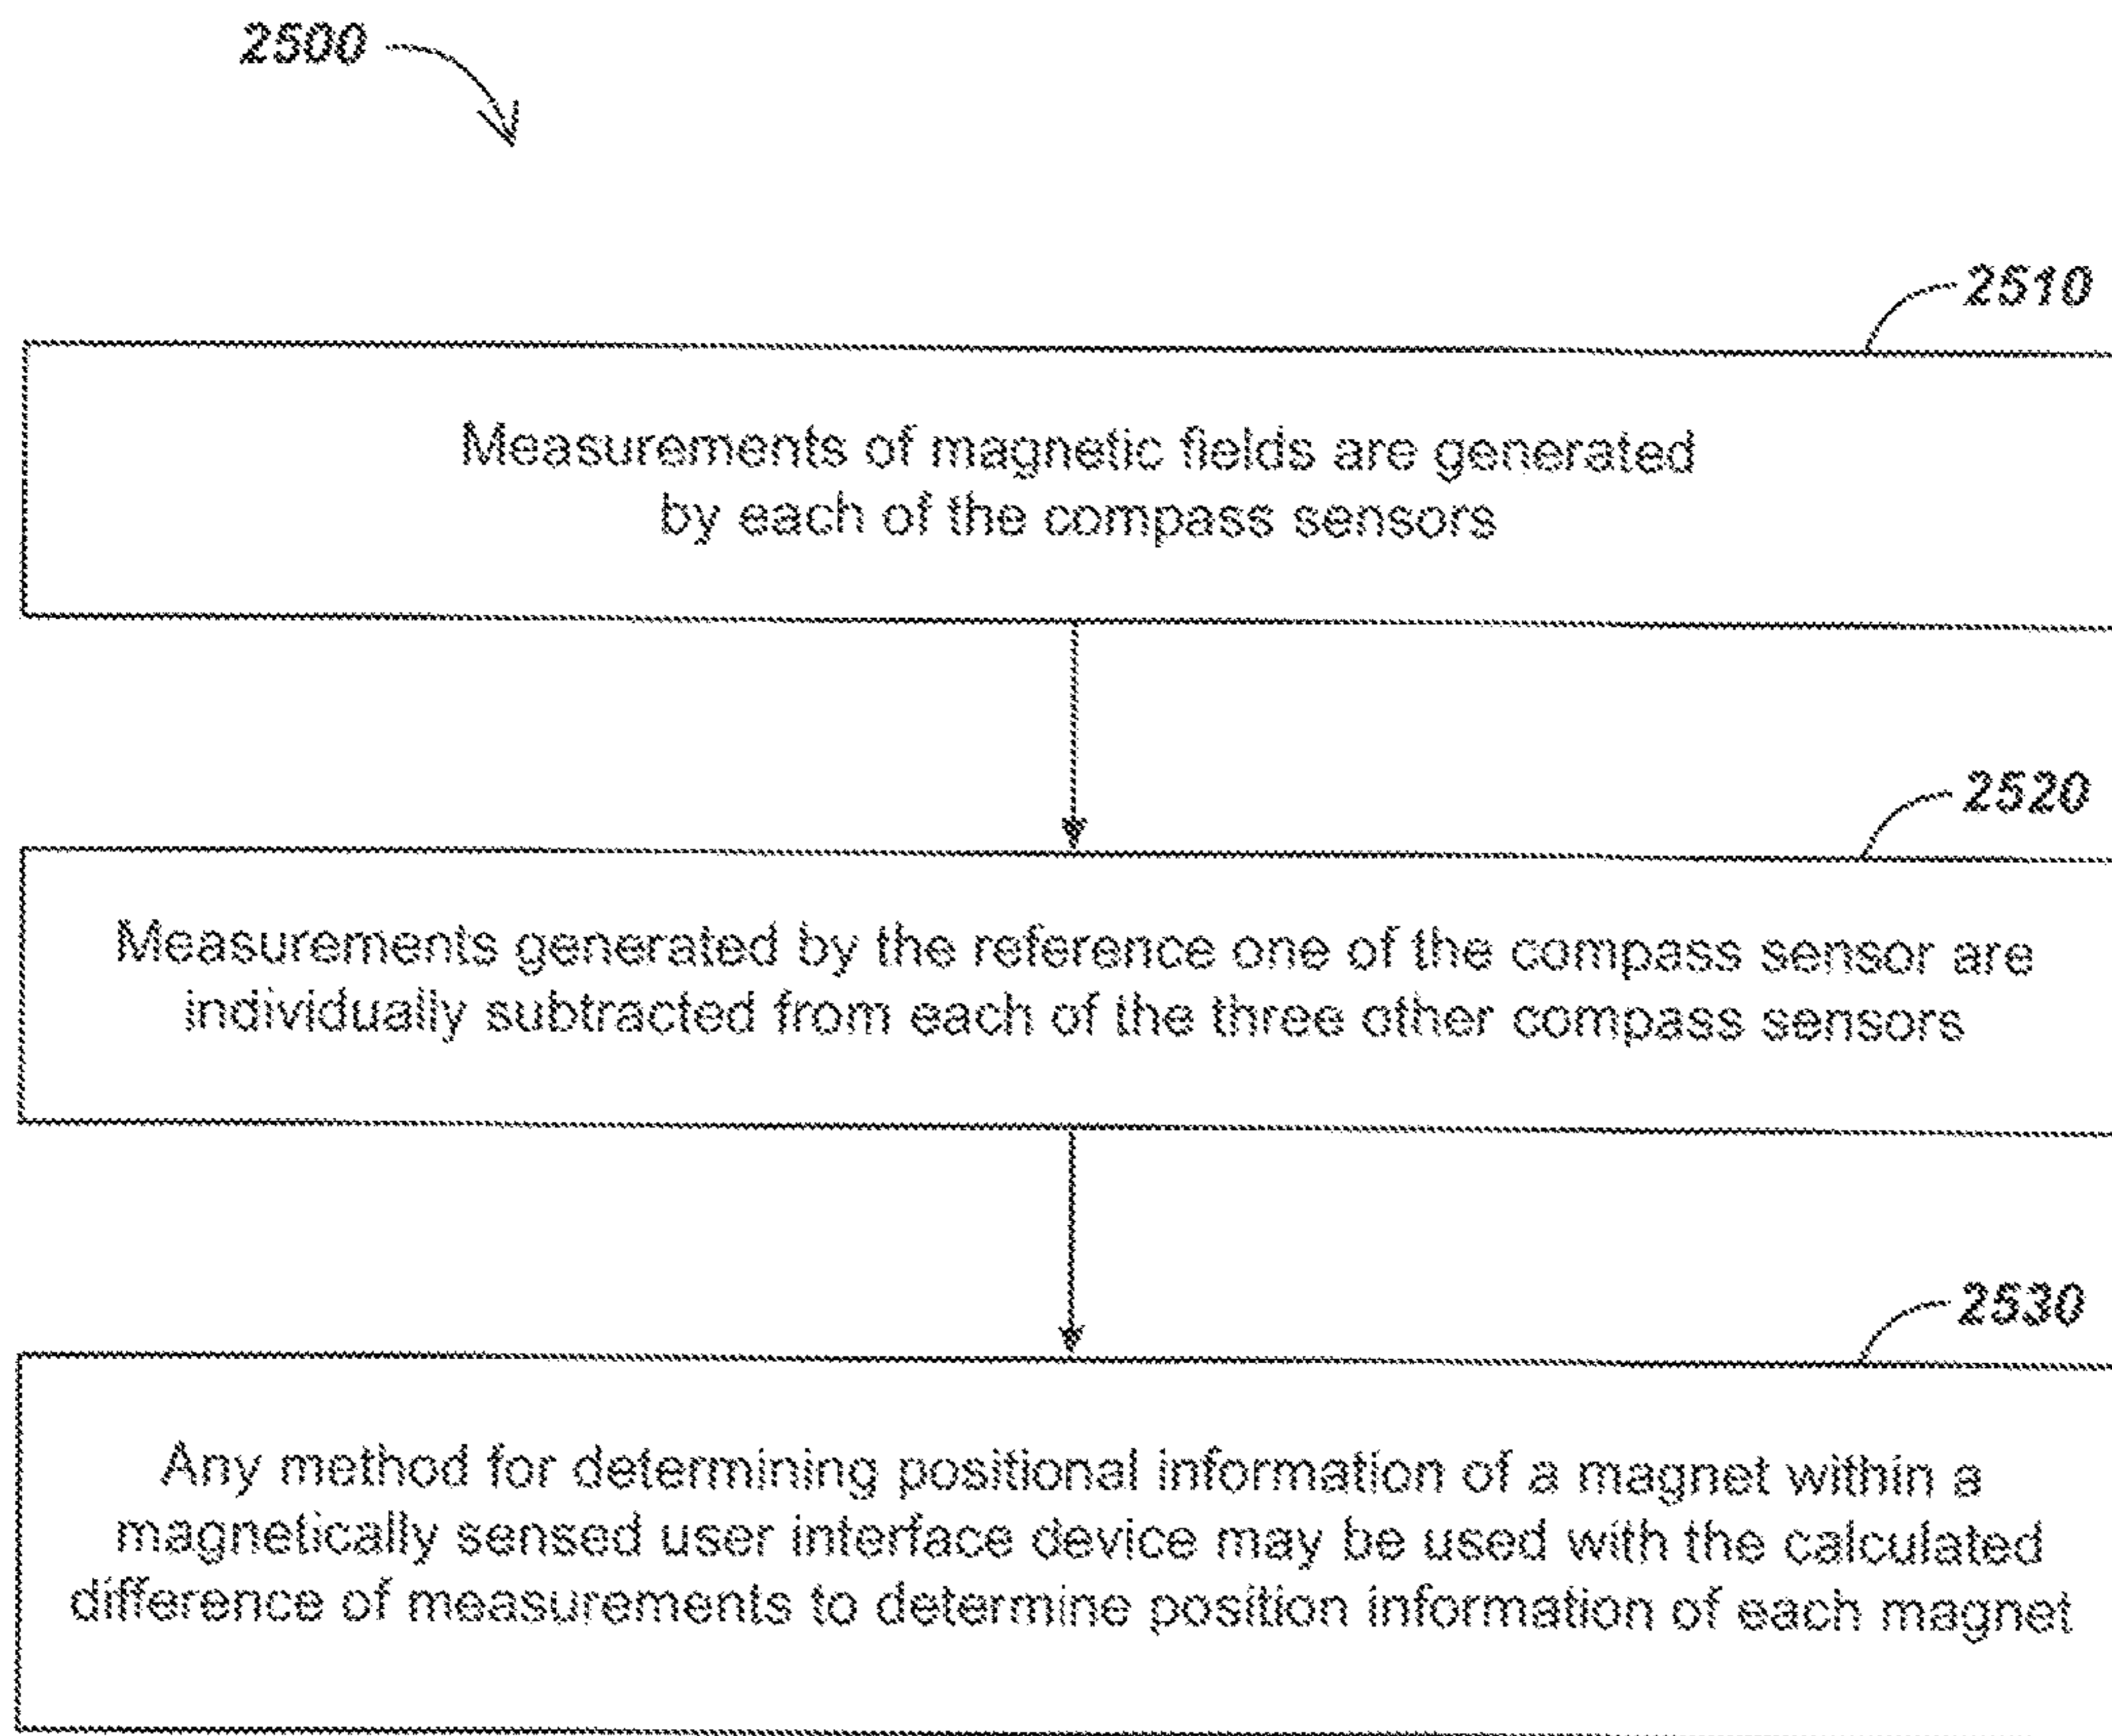 2500
2510
Measurements of magnetic fields are generated
by each of the compass sensors
2520
Measurements generated by the reference one of the compass sensor are
individually subtracted from each of the three other compass sensors
2530
Any method for determining positional information of a magnet within a
magnetically sensed user interface device may be used with the calculated
difference of measurements to determine position information of each magnet